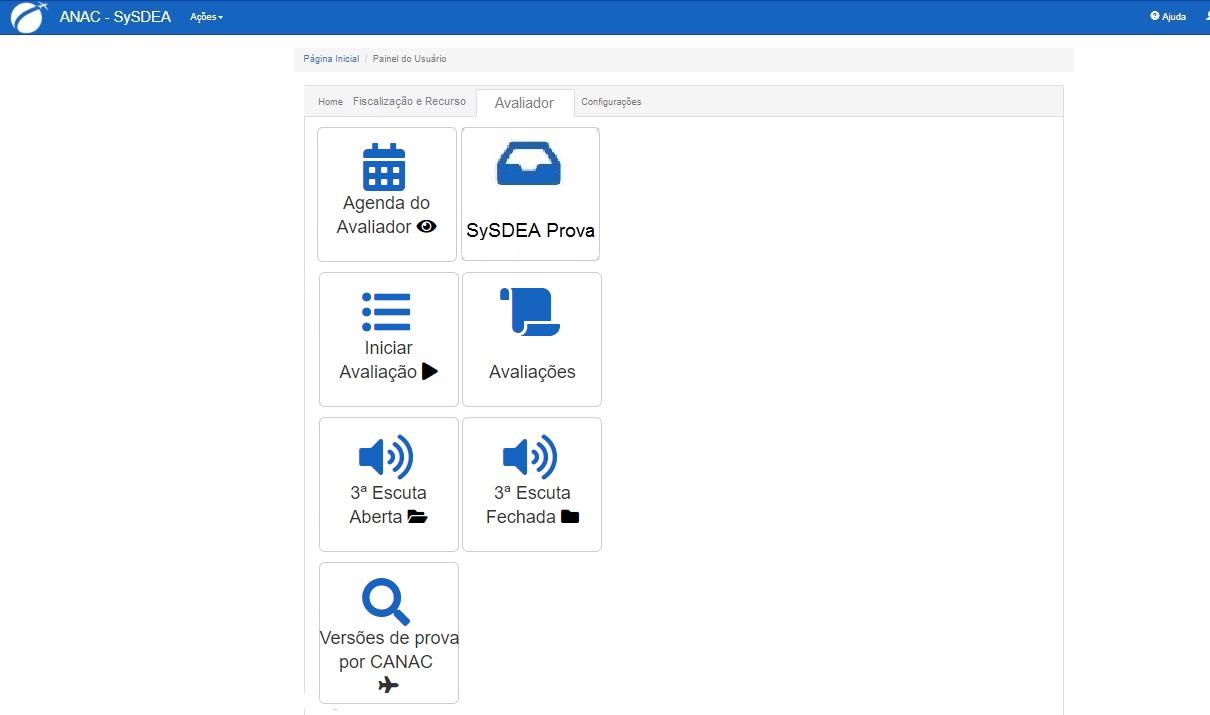 ANAC - SySDEA Ações
Ajuda
Página Inicial / Painel do Usuário
Home Fiscalização e Recurso Avaliador Configurações
Agenda do
Avaliador
SySDEA Prova
Iniciar
Avaliação
Avaliações
3ª Escuta
Aberta
3ª Escuta
Fechada
Versões de prova
por CANAC